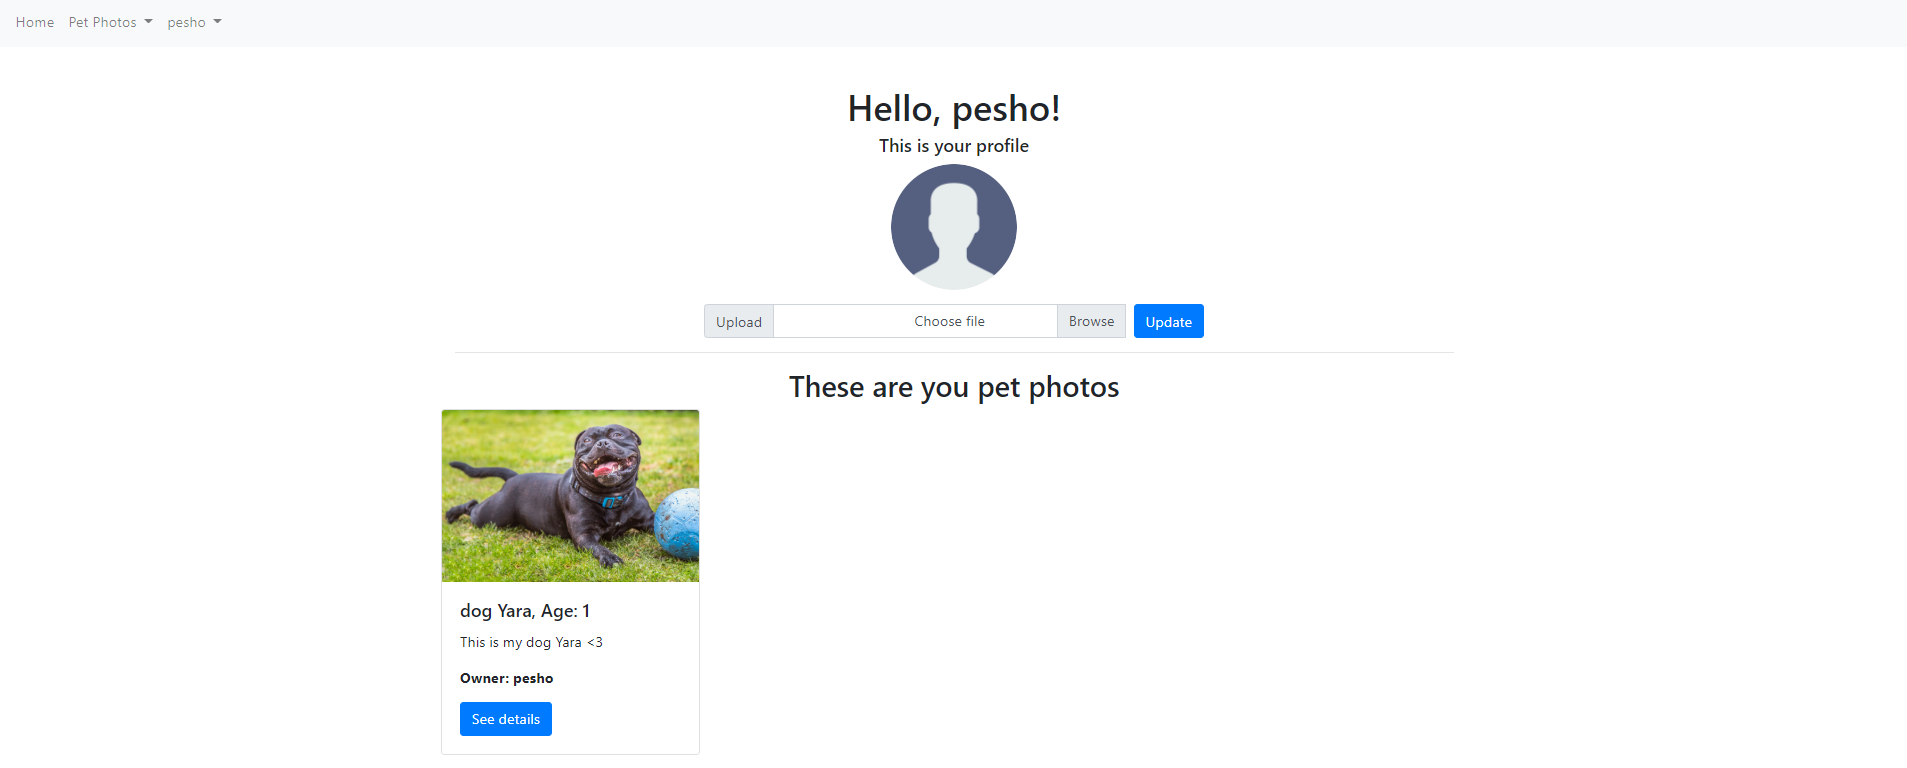 Home Pet Photos pesho
Hello, pesho!
This is your profile
Upload Choose file Browse Update
These are you pet photos
dog Yara, Age: 1
This is my dog Yara <3
Owner: pesho
See details